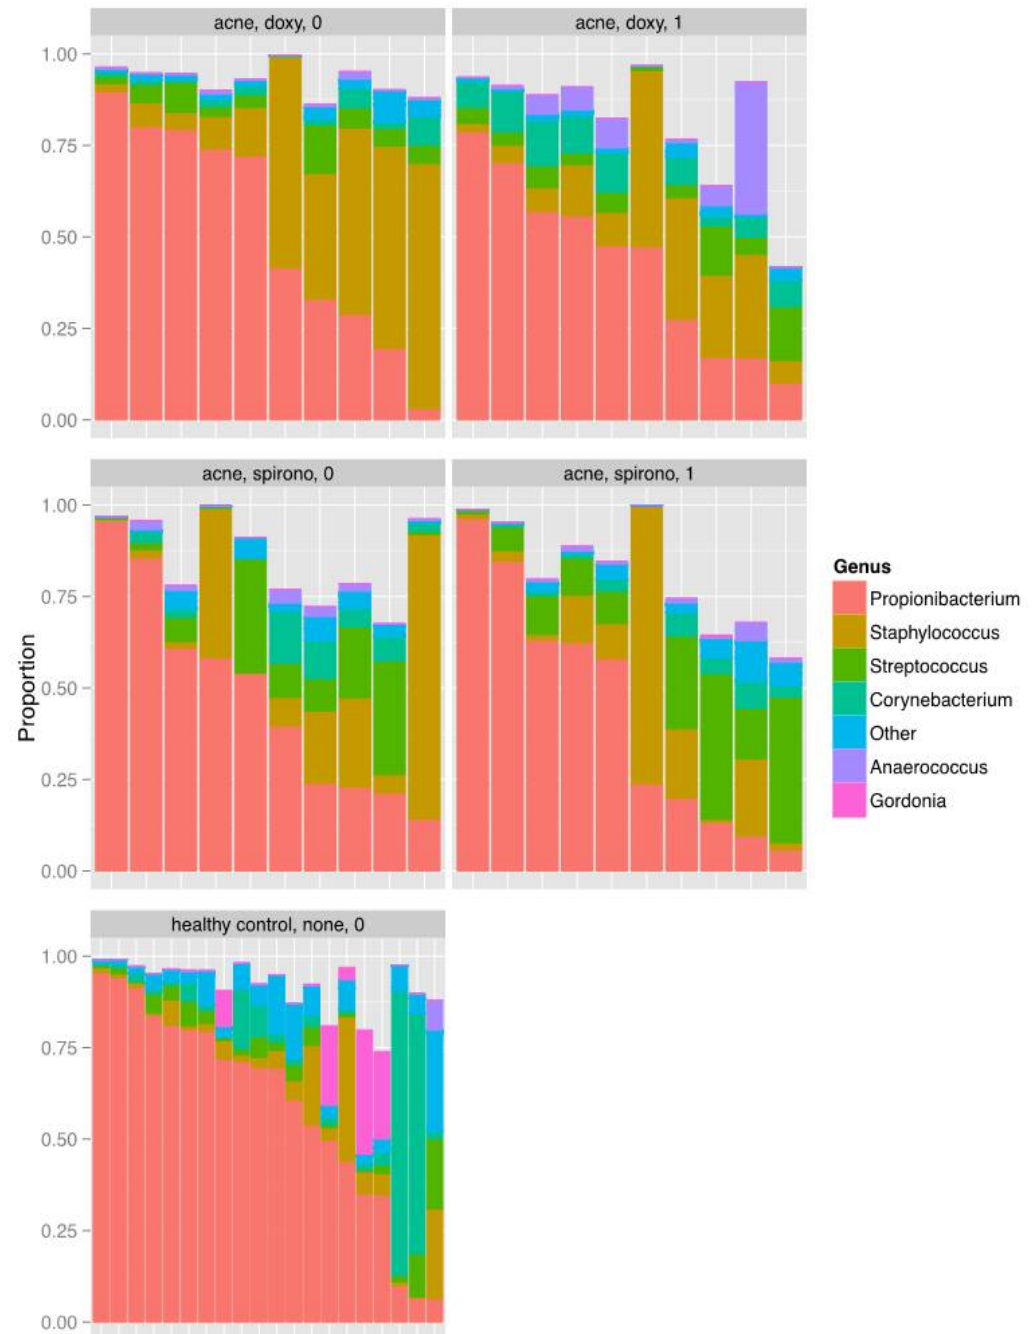 acne, doxy, 0
acne, doxy, 1
1.00
0.75
0.50
0.25
0.00
acne, spirono, 0
acne, spirono, 1
1.00
0.75
0.50
0.25
0.00
Proportion
Genus
Propionibacterium
Staphylococcus
Streptococcus
Corynebacterium
Other
Anaerococcus
Gordonia
healthy control, none, 0
1.00
0.75
0.50
0.25
0.00